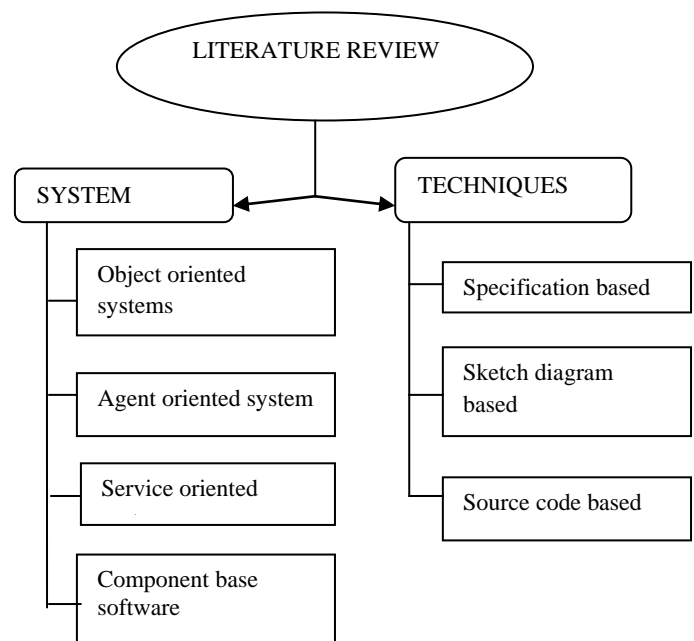 LITERATURE REVIEW
SYSTEM
Object oriented
systems
Agent oriented system
Service oriented
Component base
software
TECHNIQUES
Specification based
Sketch diagram
based
Source code based